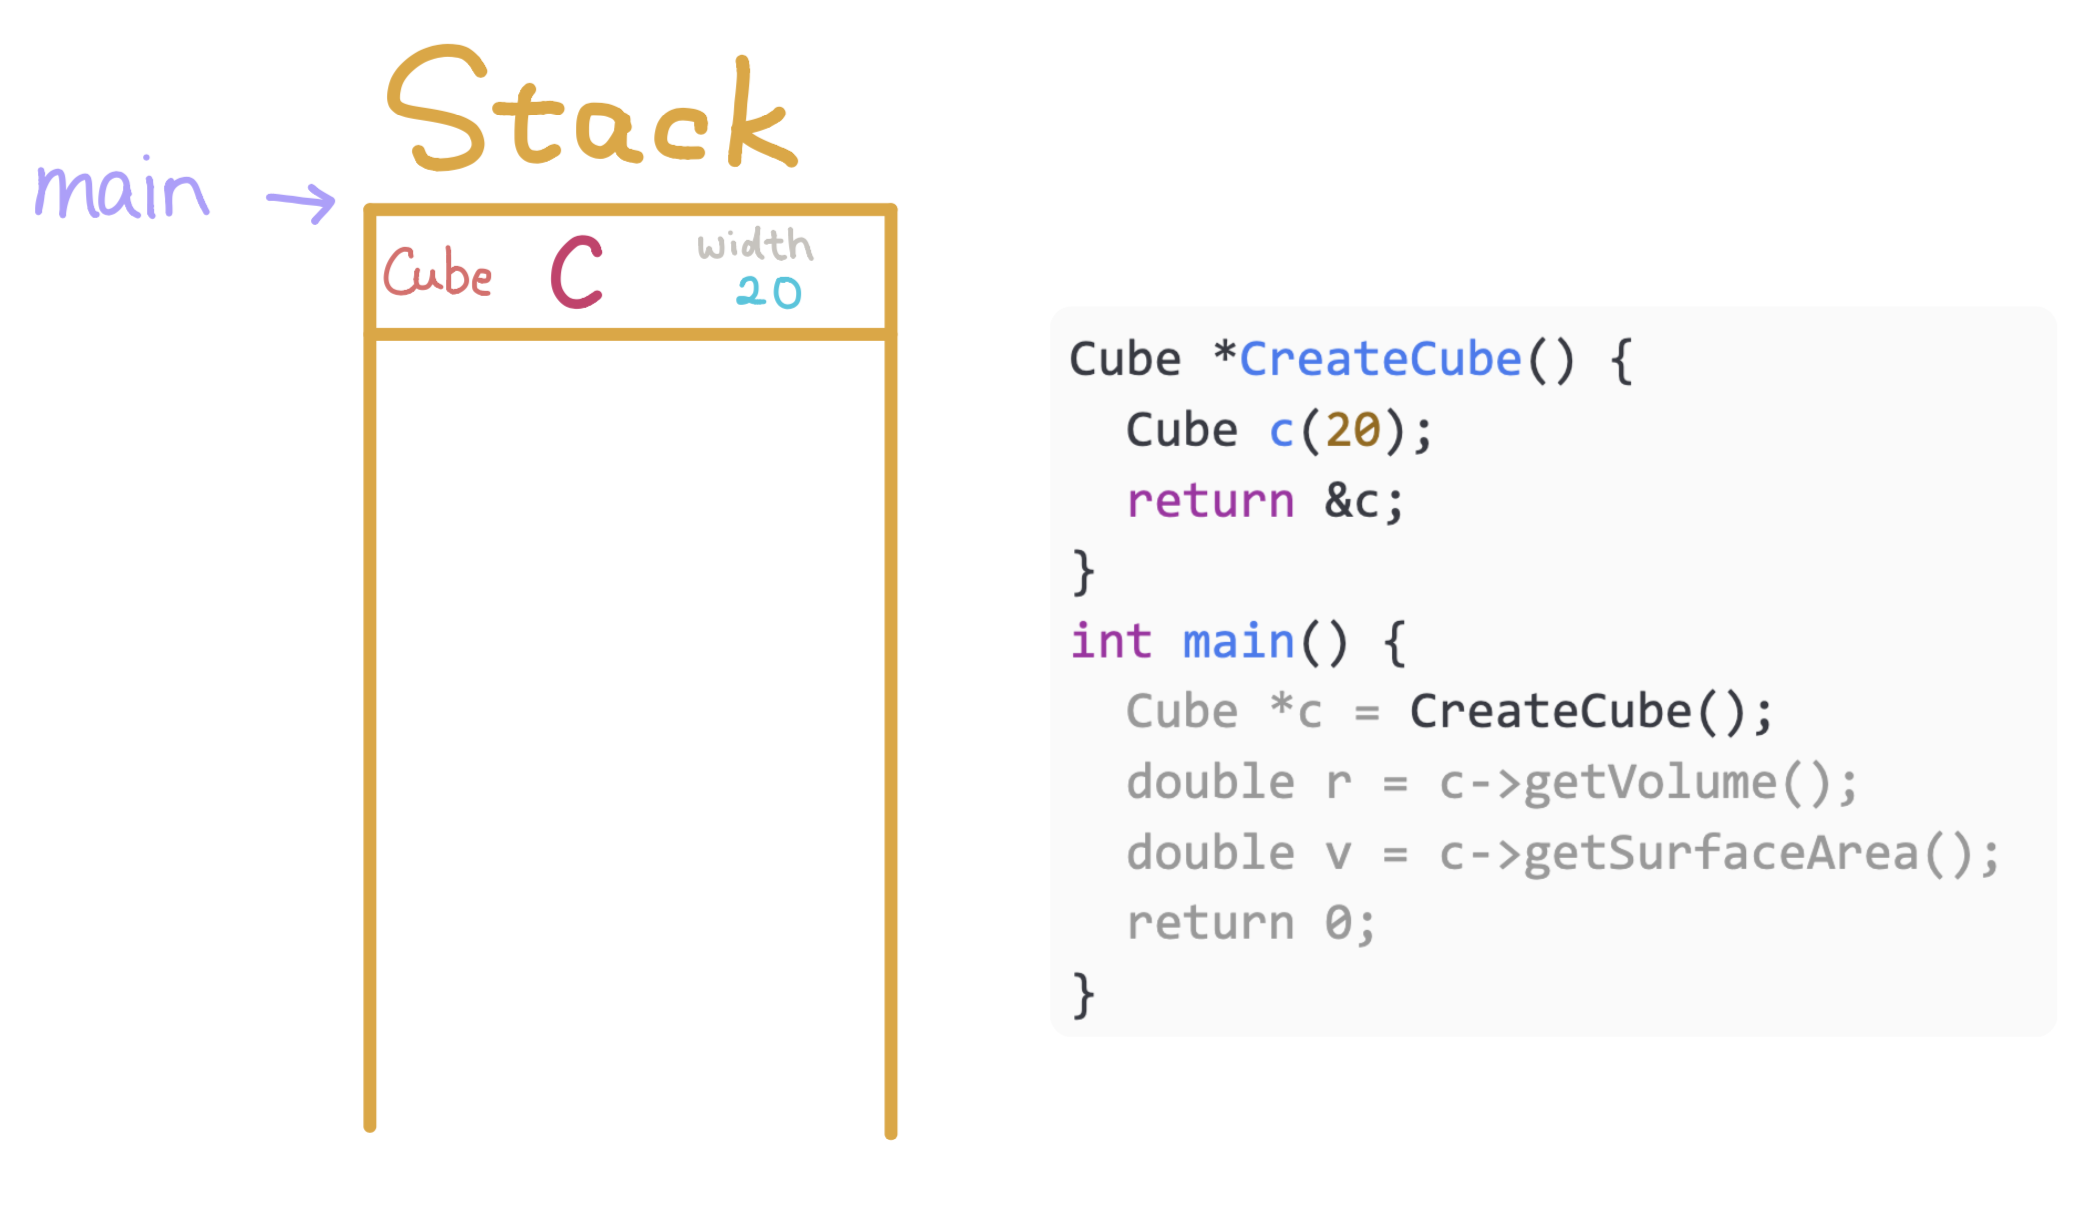 Stack
main →
Cube C width
20
Cube *CreateCube() {
  Cube c(20);
  return &c;
}
int main() {
  Cube *c = CreateCube();
  double r = c->getVolume();
  double v = c->getSurfaceArea();
  return 0;
}